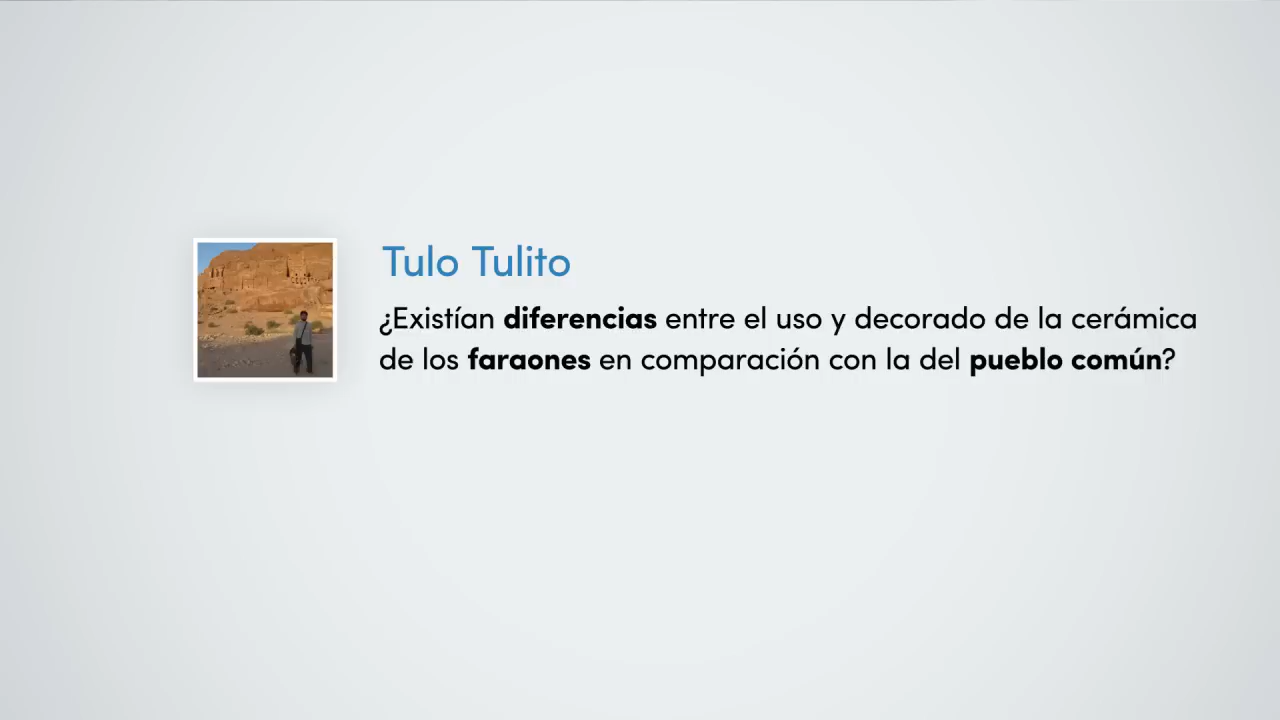 Tulo Tulito
¿Existían diferencias entre el uso y decorado de la cerámica
de los faraones en comparación con la del pueblo común?